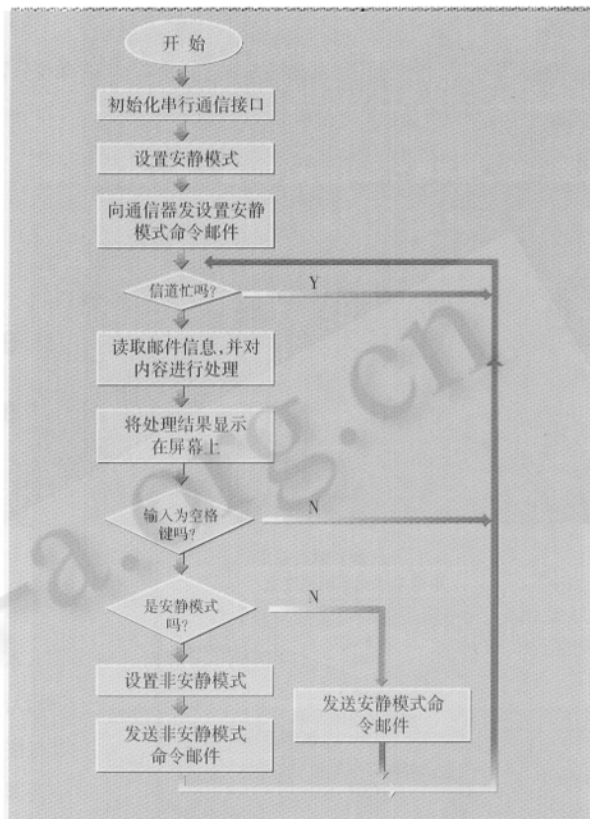 开 始
初始化串行通信接口
设置安静模式
向通信器发设置安静
模式命令邮件
信道忙吗?
Y
读取邮件信息,并对
内容进行处理
将处理结果显示
在屏幕上
输入为空格
键吗?
N
是安静模式
吗?
N
设置非安静模式
发送安静模式命
令邮件
发送非安静模式
命令邮件
-a.org.cn